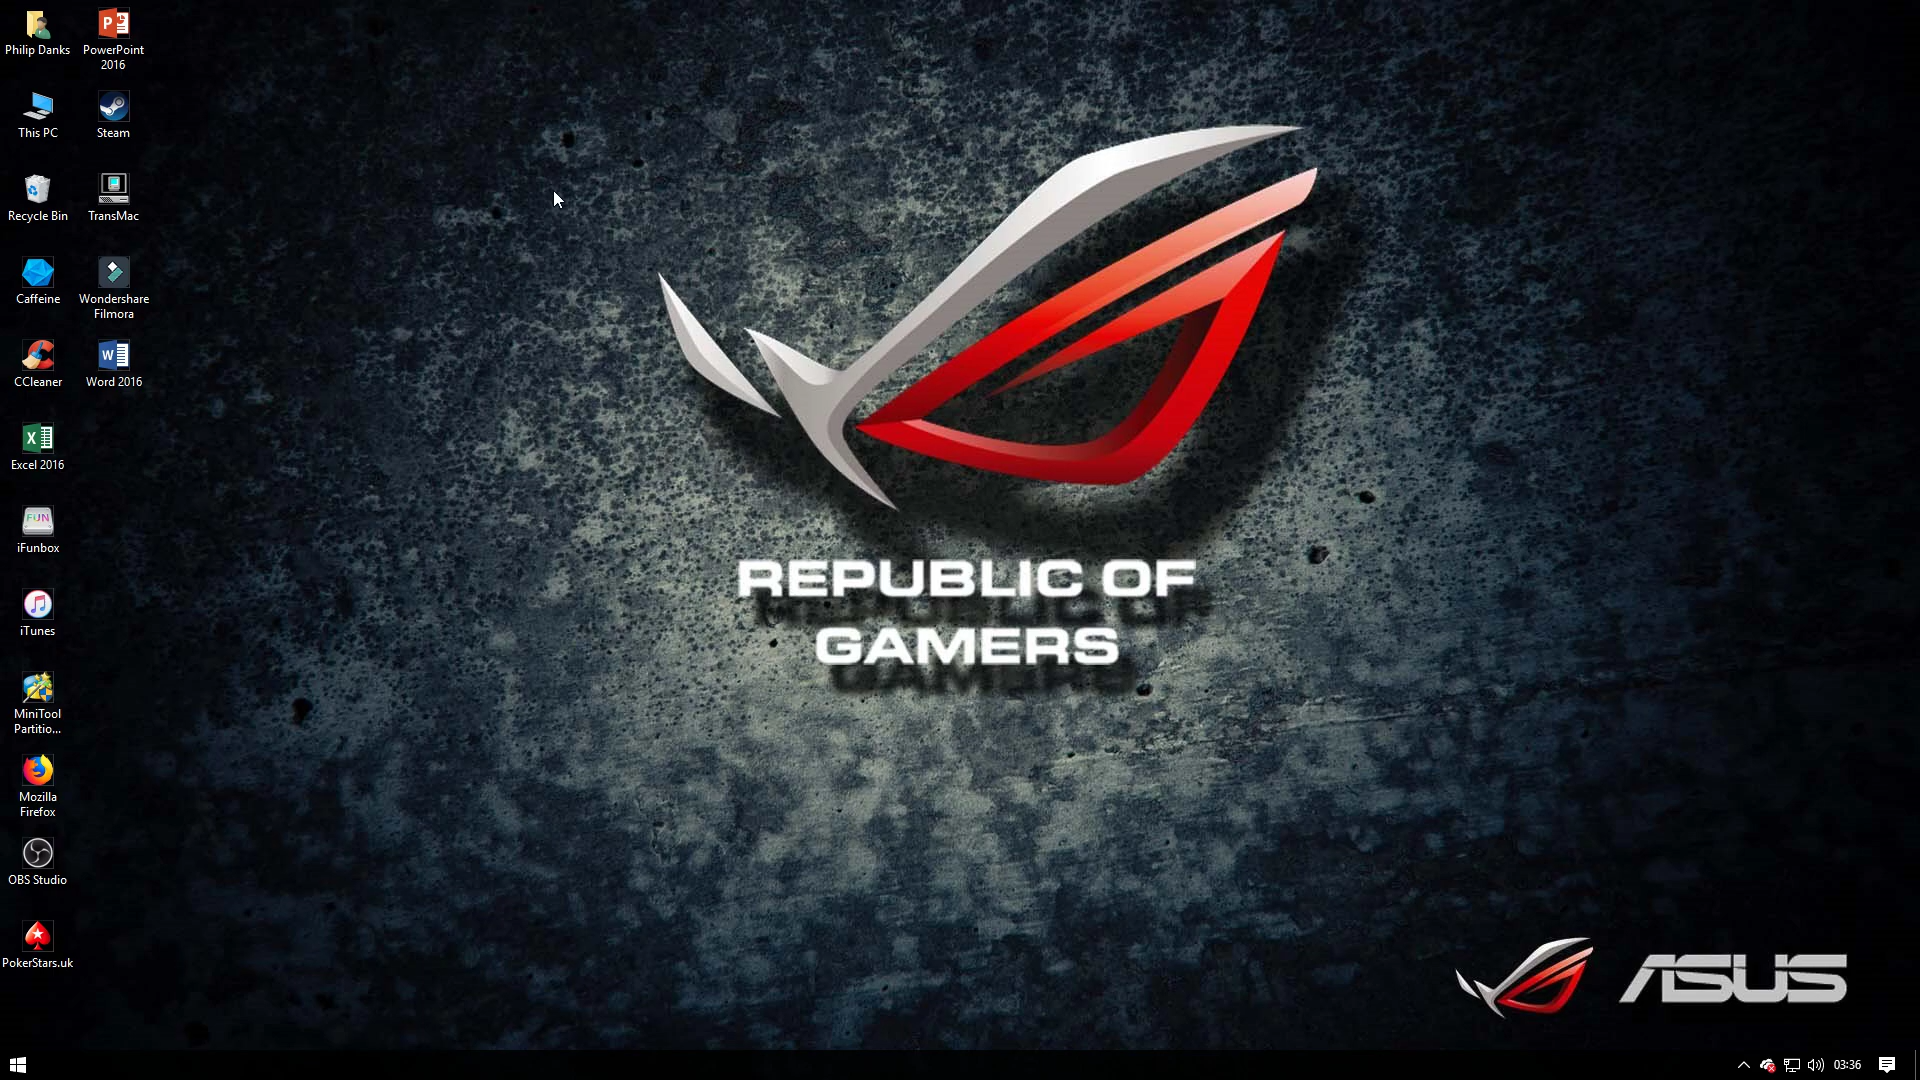 Philip Danks
PowerPoint
2016
This PC
Steam
Recycle Bin
TransMac
Caffeine
Wondershare
Filmora
CCleaner
Word 2016
Excel 2016
FUN
iFunbox
iTunes
MiniTool
Partitio...
Mozilla
Firefox
OBS Studio
PokerStars.uk
REPUBLIC OF
GAMERS
ASUS
03:36